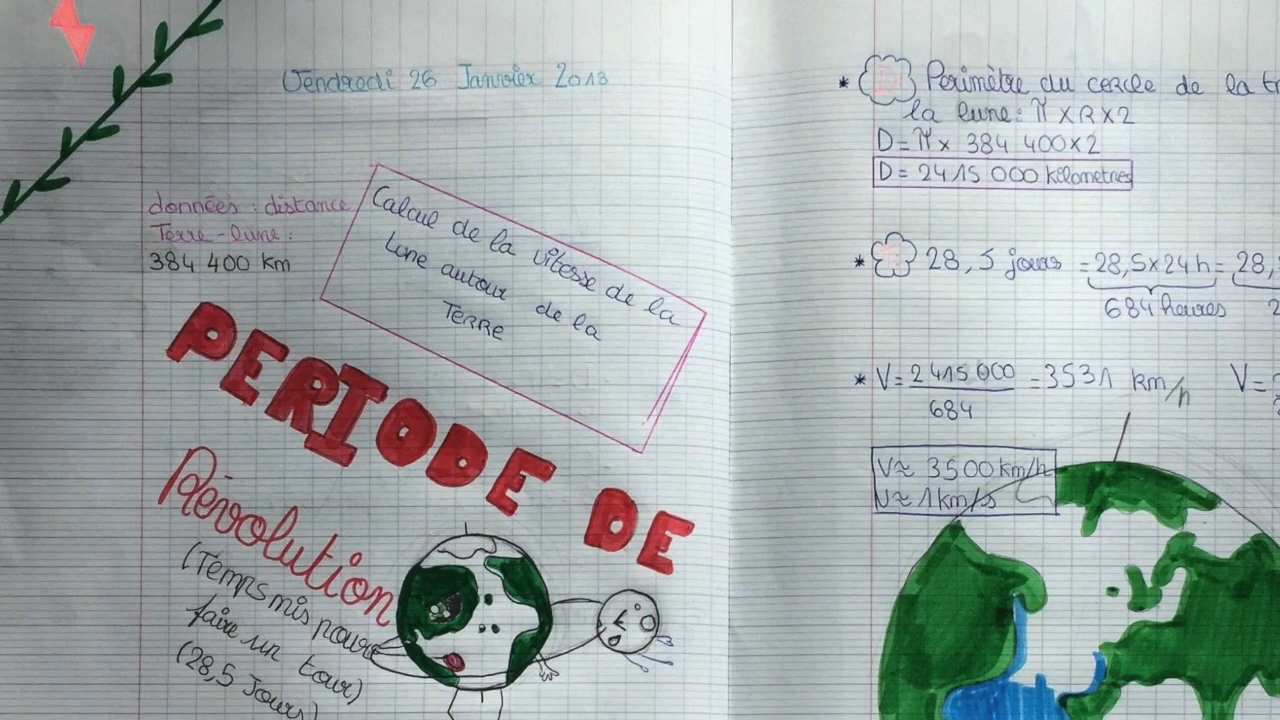 Vendredi 26 Janvier 2018
données : distance
Terre-lune :
384 400 km
Calcul de la vitesse de la
Lune autour de la
TERRE
PERIODE DE
Révolution
(Temps mis pour
faire un tour)
(28,5 Jours)
* Perimètre du cercle de la
la lune : π x R x 2
D = π x 384 400 x 2
D = 2415 000 kilometres
* 28,5 jours = 28,5 x 24 h = 28,
684 heures
* V = 2 415 000 / 684 = 3531 km/h V =
V ≈ 3500 km/h
V ≈ 1 km/s